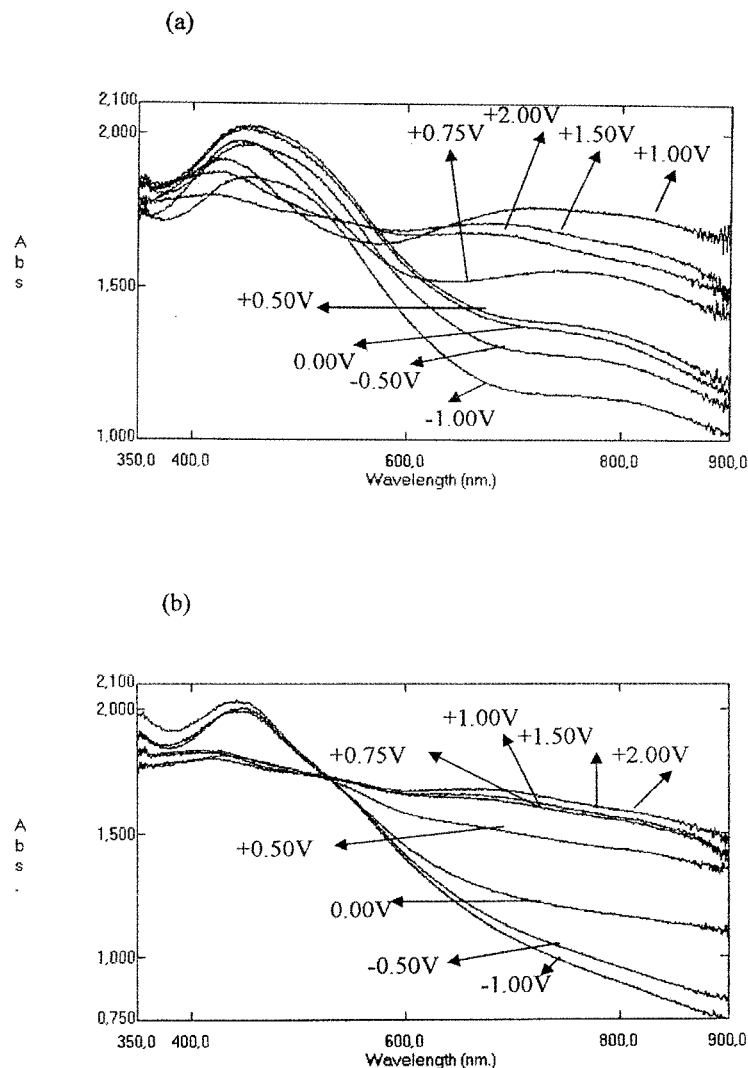 (a)
2,100
2,000
1,500
1,000
Abs
+2.00V
+0.75V
+1.50V
+1.00V
+0.50V
0.00V
-0.50V
-1.00V
350,0 400,0 600,0 800,0 900,0
Wavelength (nm.)
(b)
2,100
2,000
1,500
1,000
0,750
Abs.
+1.00V
+1.50V
+0.75V
+2.00V
+0.50V
0.00V
-0.50V
-1.00V
350,0 400,0 600,0 800,0 900,0
Wavelength (nm.)